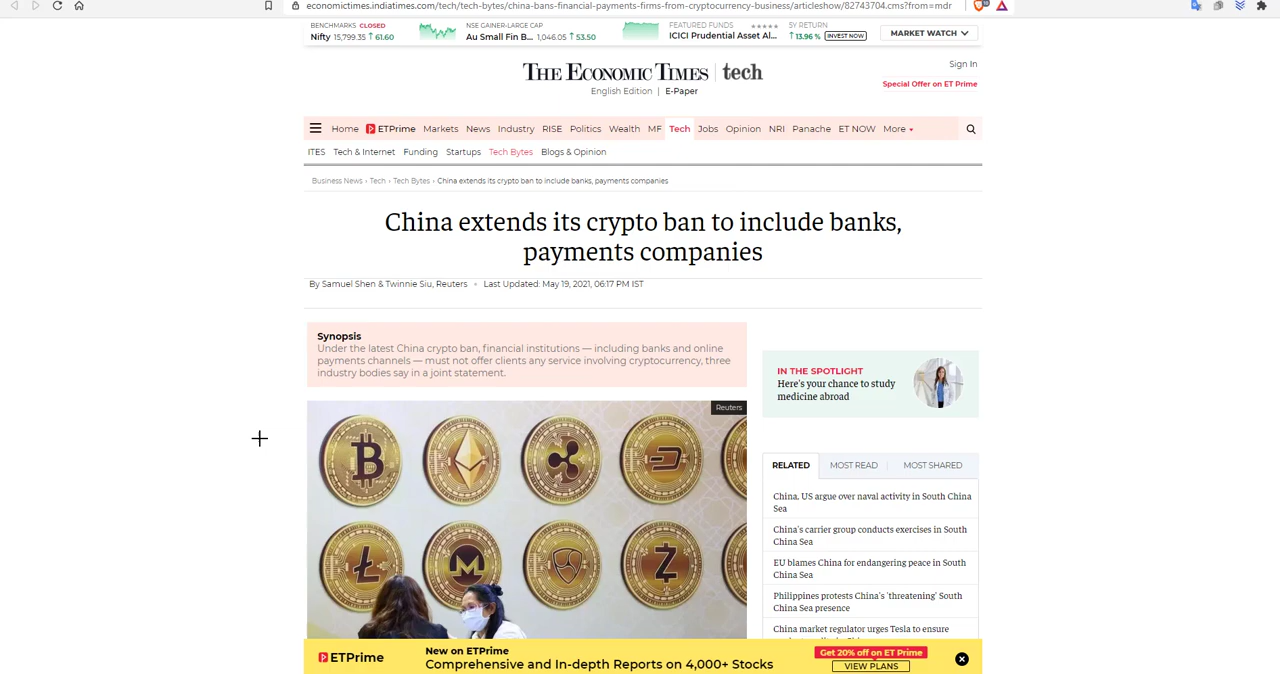 economictimes.indiatimes.com/tech/tech-bytes/china-bans-financial-payments-firms-from-cryptocurrency-business/articleshow/82743704.cms?from=mdr
BENCHMARKS CLOSED
Nifty 15,799.35 ↑ 61.60
NSE GAINER-LARGE CAP
Au Small Fin B... 1,046.05 ↑ 53.50
FEATURED FUNDS ★★★★★
ICICI Prudential Asset Al...
5Y RETURN
↑ 13.96 % INVEST NOW
MARKET WATCH
THE ECONOMIC TIMES | tech
English Edition | E-Paper
Sign In
Special Offer on ET Prime
Home ETPrime Markets News Industry RISE Politics Wealth MF Tech Jobs Opinion NRI Panache ET NOW More
ITES Tech & Internet Funding Startups Tech Bytes Blogs & Opinion
Business News › Tech › Tech Bytes › China extends its crypto ban to include banks, payments companies
China extends its crypto ban to include banks,
payments companies
By Samuel Shen & Twinnie Siu, Reuters • Last Updated: May 19, 2021, 06:17 PM IST
Synopsis
Under the latest China crypto ban, financial institutions — including banks and online
payments channels — must not offer clients any service involving cryptocurrency, three
industry bodies say in a joint statement.
Reuters
IN THE SPOTLIGHT
Here's your chance to study
medicine abroad
RELATED MOST READ MOST SHARED
China, US argue over naval activity in South China
Sea
China's carrier group conducts exercises in South
China Sea
EU blames China for endangering peace in South
China Sea
Philippines protests China's 'threatening' South
China Sea presence
China market regulator urges Tesla to ensure
ETPrime
New on ETPrime
Comprehensive and In-depth Reports on 4,000+ Stocks
Get 20% off on ET Prime
VIEW PLANS